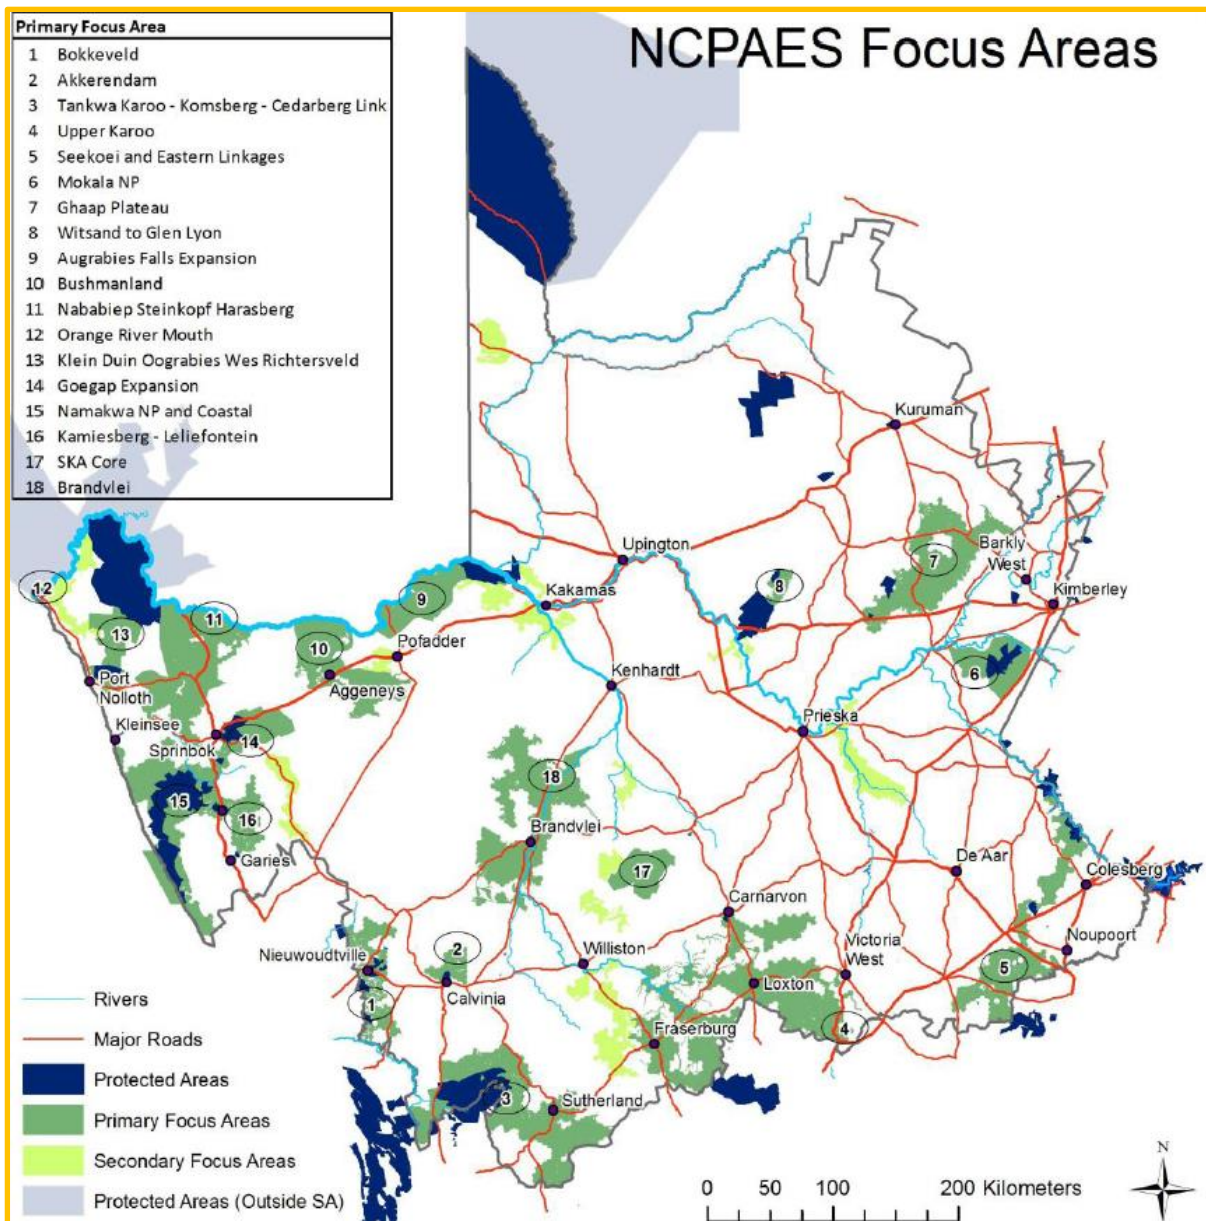 NCPAES Focus Areas
Primary Focus Area
1 Bokkeveld
2 Akkerendam
3 Tankwa Karoo - Komsberg - Cedarberg Link
4 Upper Karoo
5 Seekoei and Eastern Linkages
6 Mokala NP
7 Ghaap Plateau
8 Witsand to Glen Lyon
9 Augrabies Falls Expansion
10 Bushmanland
11 Nababiep Steinkopf Harasberg
12 Orange River Mouth
13 Klein Duin Oograbies Wes Richtersveld
14 Goegap Expansion
15 Namakwa NP and Coastal
16 Kamiesberg - Leliefontein
17 SKA Core
18 Brandvlei
Kuruman
Upington
Barkly
West
7
12
9
Kakamas
8
Kimberley
11
13
10
Pofadder
Port
Nolloth
Aggeneys
Kenhardt
6
Kleinsee
Sprinbok
14
Prieska
15
18
16
Brandvlei
Garies
17
De Aar
Colesberg
Carnarvon
2
Nieuwoudtville
Williston
Victoria
West
Noupoort
5
1
Calvinia
Loxton
Fraserburg
4
3
Sutherland
Rivers
Major Roads
Protected Areas
Primary Focus Areas
Secondary Focus Areas
Protected Areas (Outside SA)
0 50 100 200 Kilometers
N